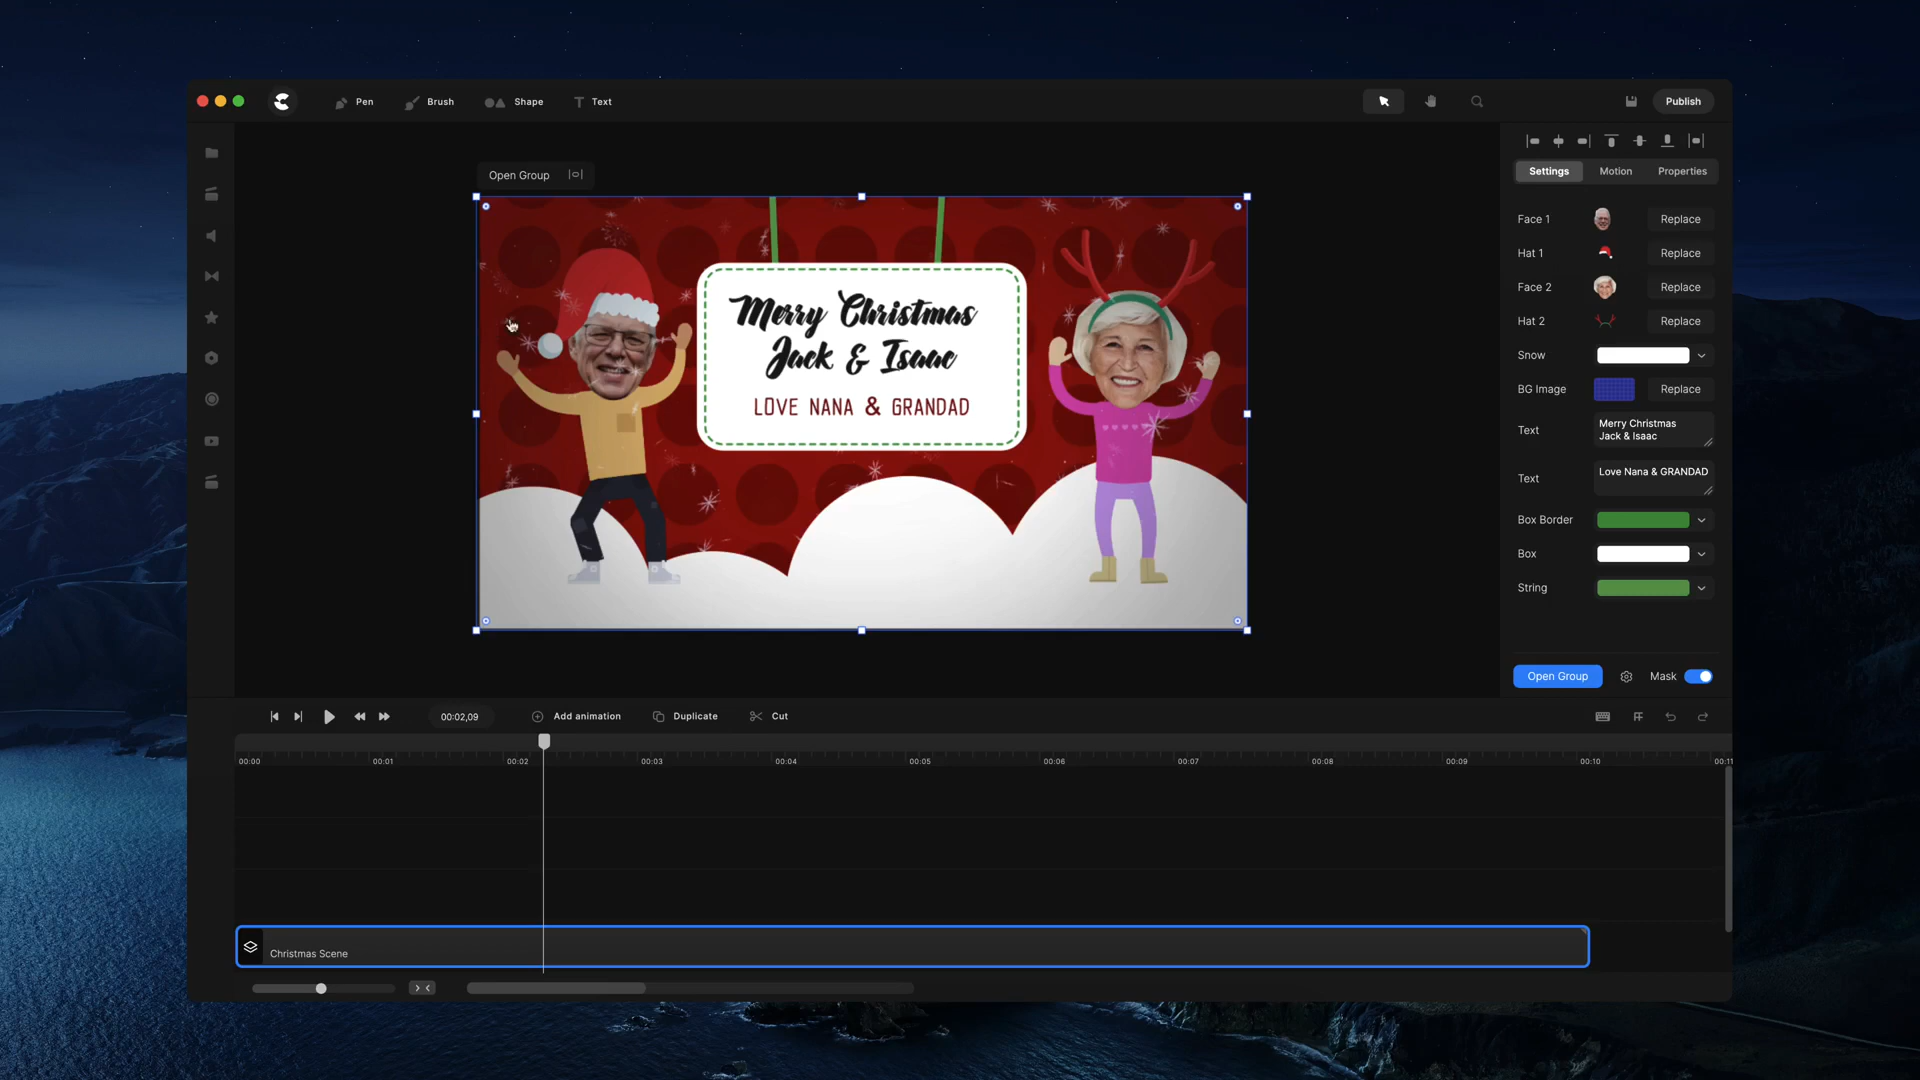 Pen
Brush
Shape
Text
Publish
Open Group
Settings
Motion
Properties
Merry Christmas
Jack & Isaac
LOVE NANA & GRANDAD
Face 1
Replace
Hat 1
Replace
Face 2
Replace
Hat 2
Replace
Snow
BG Image
Replace
Text
Merry Christmas
Jack & Isaac
Text
Love Nana & GRANDAD
Box Border
Box
String
Open Group
Mask
00:02,09
Add animation
Duplicate
Cut
00:00
00:01
00:02
00:03
00:04
00:05
00:06
00:07
00:08
00:09
00:10
00:11
Christmas Scene